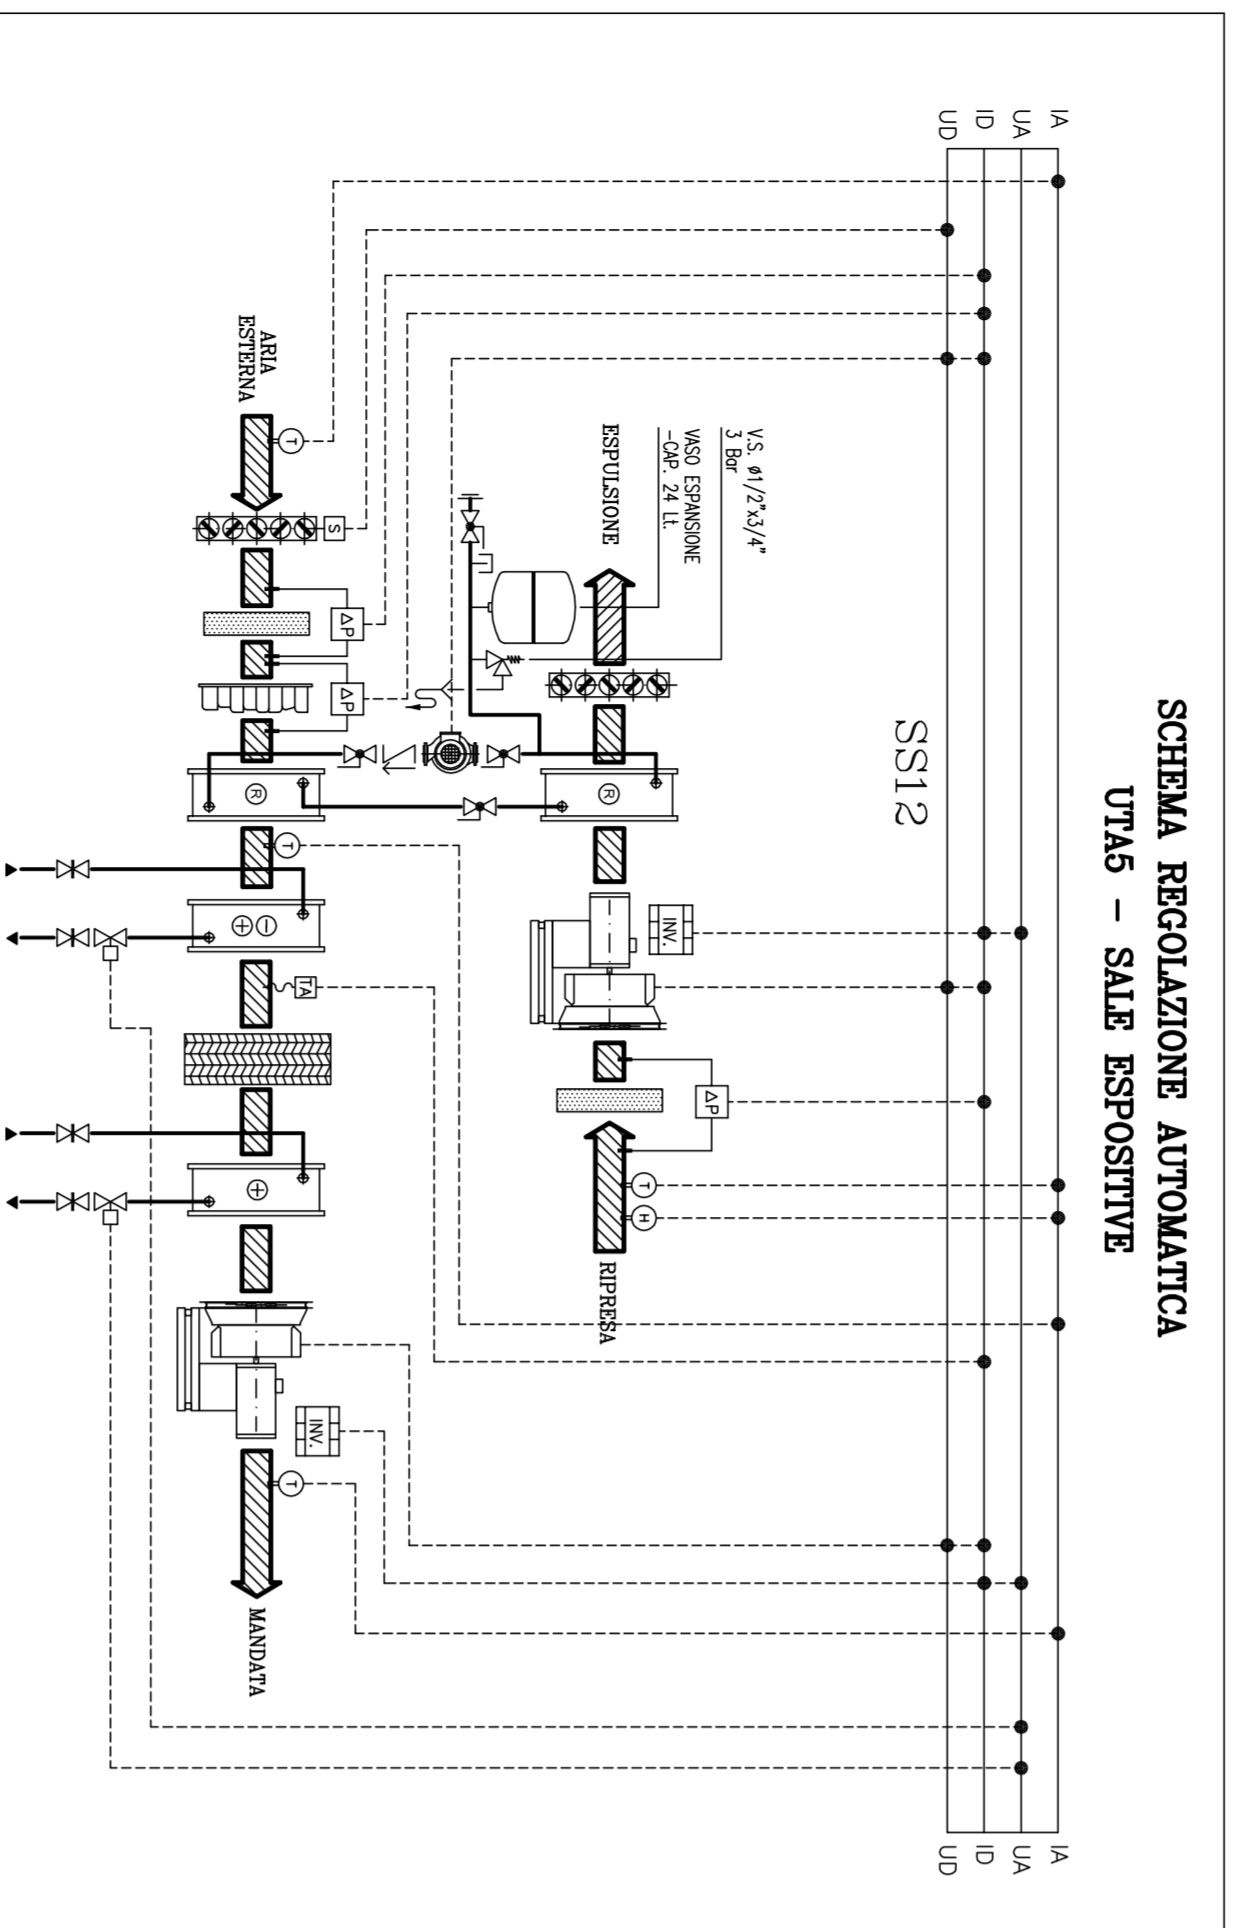 SCHEMA REGOLAZIONE AUTOMATICA
UTA5 - SALE ESPOSITIVE
IA
UA
ID
UD
IA
UA
ID
UD
SS12
V.S. ø1/2"x3/4"
3 Bar
VASO ESPANSIONE
-CAP. 24 Lt.
ESPULSIONE
R
INV.
ΔP
T
H
RIPRESA
ARIA
ESTERNA
T
S
ΔP
ΔP
R
T
+ -
TA
+
INV.
T
MANDATA